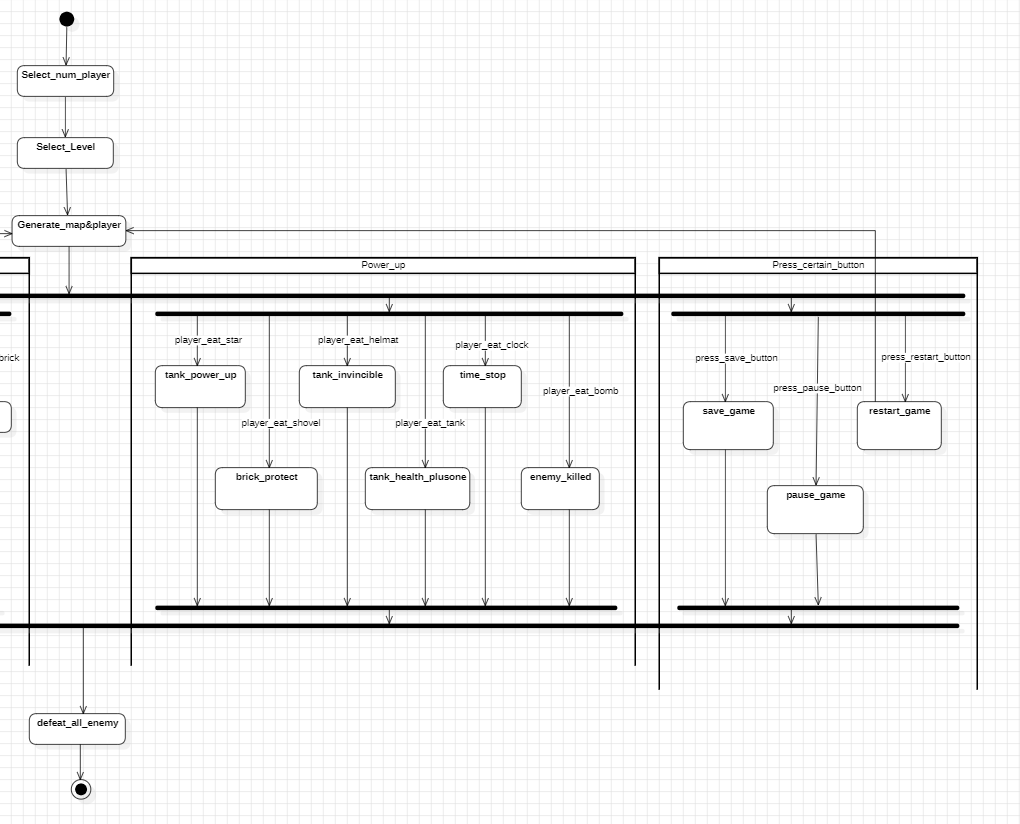 Select_num_player
Select_Level
Generate_map&player
Power_up
Press_certain_button
player_eat_star
player_eat_helmat
player_eat_clock
brick
press_save_button
press_restart_button
tank_power_up
tank_invincible
time_stop
press_pause_button
player_eat_bomb
save_game
restart_game
player_eat_shovel
player_eat_tank
brick_protect
tank_health_plusone
enemy_killed
pause_game
defeat_all_enemy